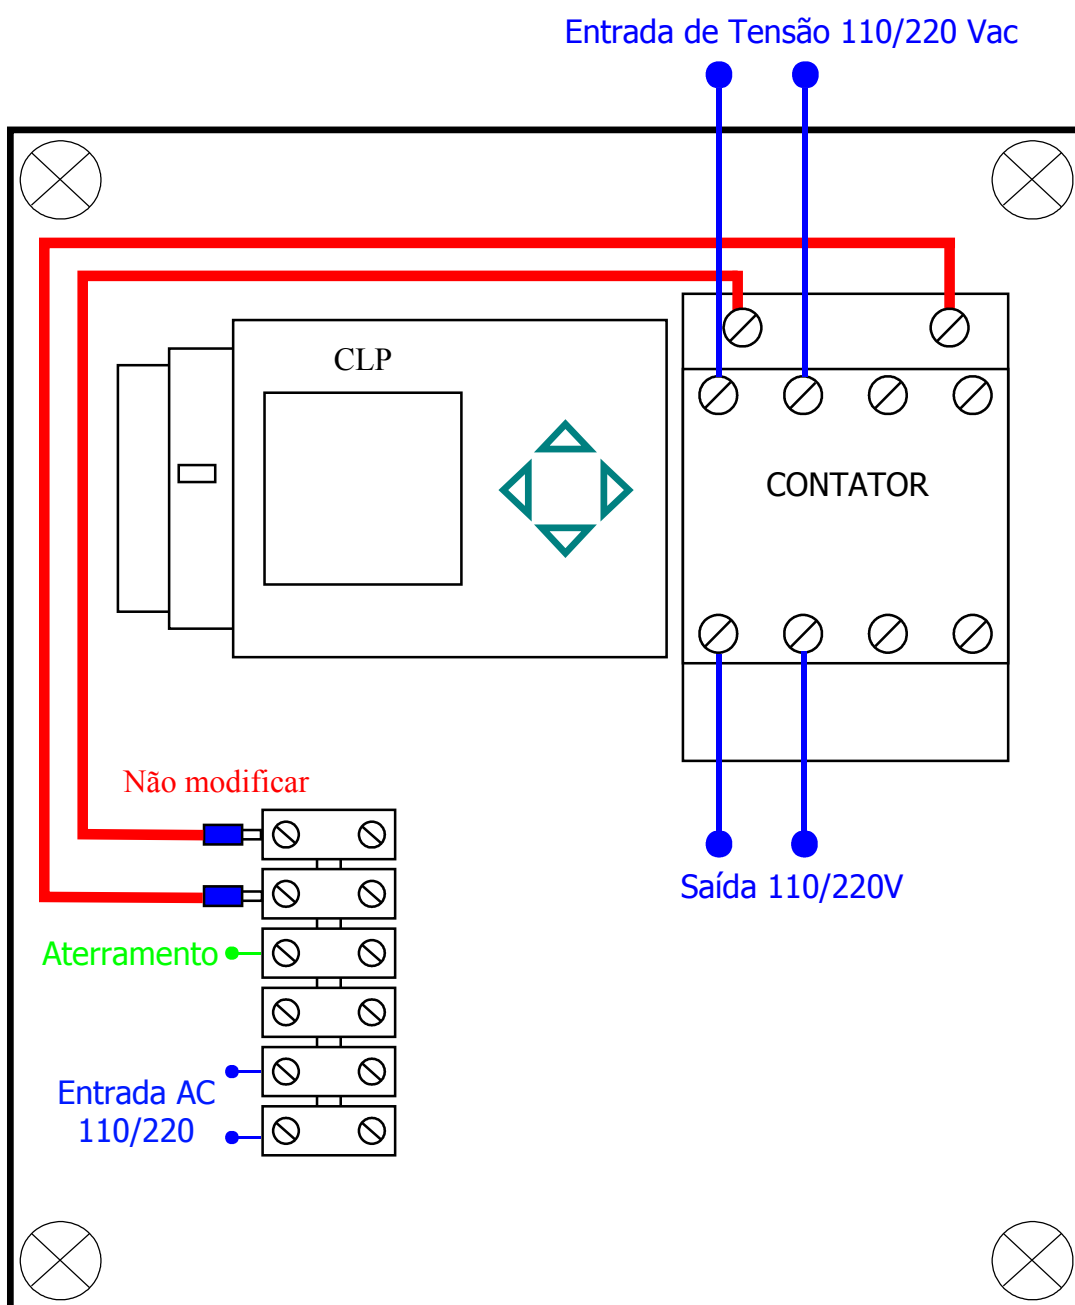 Entrada de Tensão 110/220 Vac
CLP
CONTATOR
Não modificar
Saída 110/220V
Aterramento
Entrada AC
110/220